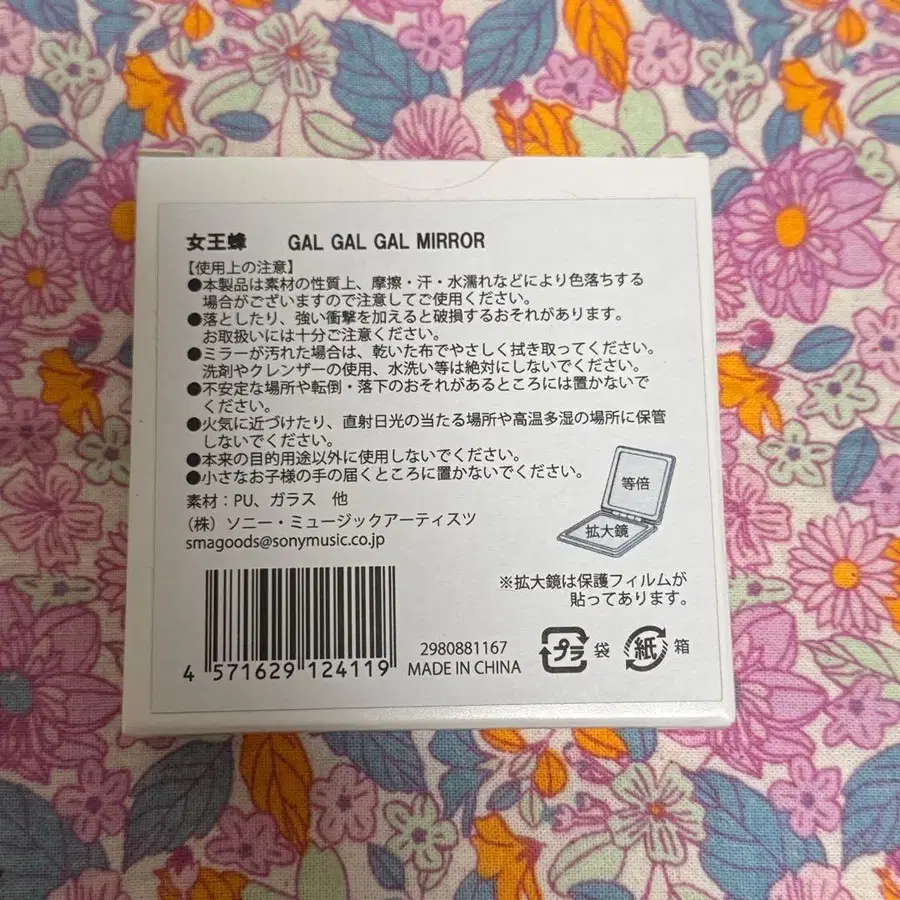 女王蜂 GAL GAL GAL MIRROR
【使用上の注意】
●本製品は素材の性質上、摩擦・汗・水濡れなどにより色落ちする
場合がございますので注意してご使用ください。
●落としたり、強い衝撃を加えると破損するおそれがあります。
お取扱いには十分ご注意ください。
●ミラーが汚れた場合は、乾いた布でやさしく拭き取ってください。
洗剤やクレンザーの使用、水洗い等は絶対にしないでください。
●不安定な場所や転倒・落下のおそれがあるところには置かないで
ください。
●火気に近づけたり、直射日光の当たる場所や高温多湿の場所に保管
しないでください。
●本来の目的用途以外に使用しないでください。
●小さなお子様の手の届くところに置かないでください。
素材：PU、ガラス 他
（株）ソニー・ミュージックアーティスツ
smagoods@sonymusic.co.jp
等倍
拡大鏡
※拡大鏡は保護フィルムが
貼ってあります。
4 571629 124119
2980881167
MADE IN CHINA
プラ 袋
紙 箱